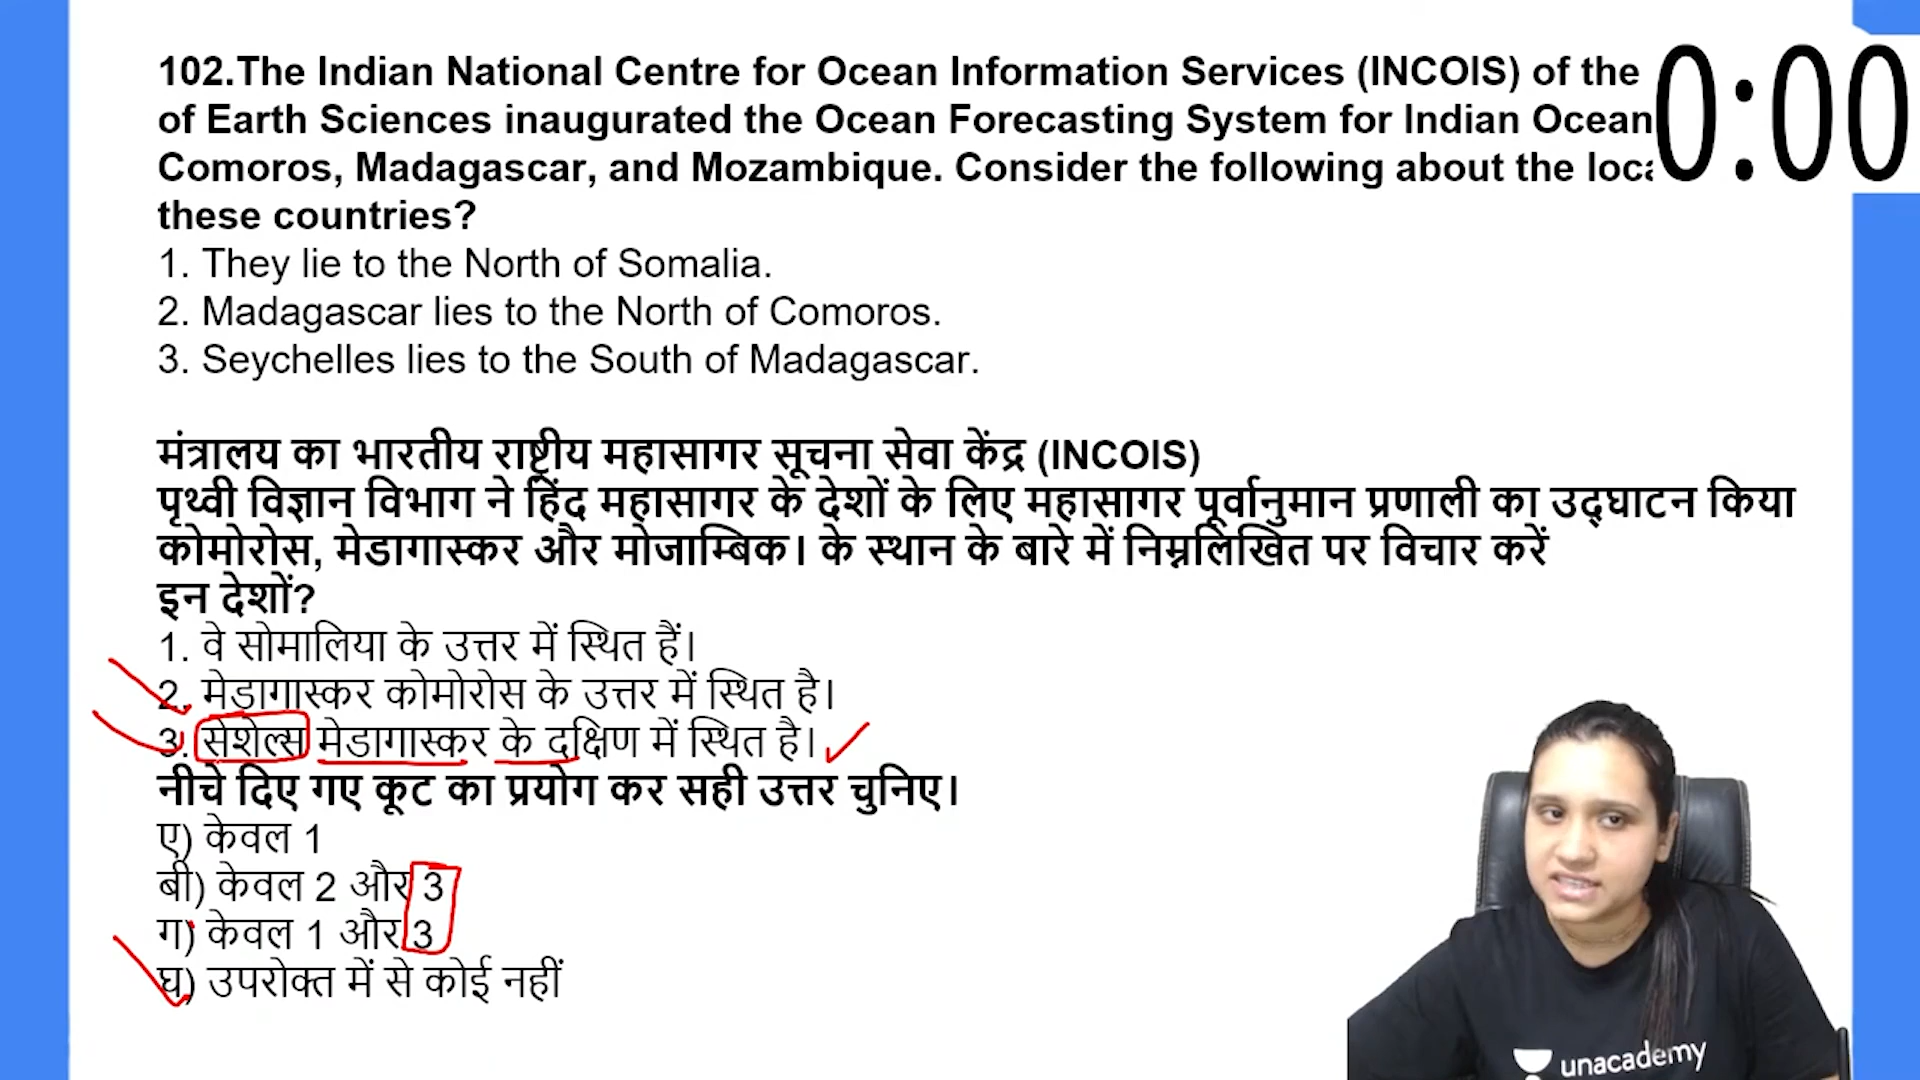 102.The Indian National Centre for Ocean Information Services (INCOIS) of the
of Earth Sciences inaugurated the Ocean Forecasting System for Indian Ocean
Comoros, Madagascar, and Mozambique. Consider the following about the loca
these countries?
0:00
1. They lie to the North of Somalia.
2. Madagascar lies to the North of Comoros.
3. Seychelles lies to the South of Madagascar.
मंत्रालय का भारतीय राष्ट्रीय महासागर सूचना सेवा केंद्र (INCOIS)
पृथ्वी विज्ञान विभाग ने हिंद महासागर के देशों के लिए महासागर पूर्वानुमान प्रणाली का उद्घाटन किया
कोमोरोस, मेडागास्कर और मोजाम्बिक। के स्थान के बारे में निम्नलिखित पर विचार करें
इन देशों?
1. वे सोमालिया के उत्तर में स्थित हैं।
2. मेडागास्कर कोमोरोस के उत्तर में स्थित है।
3. सेशेल्स मेडागास्कर के दक्षिण में स्थित है।
नीचे दिए गए कूट का प्रयोग कर सही उत्तर चुनिए।
ए) केवल 1
बी) केवल 2 और 3
ग) केवल 1 और 3
घ) उपरोक्त में से कोई नहीं
unacademy